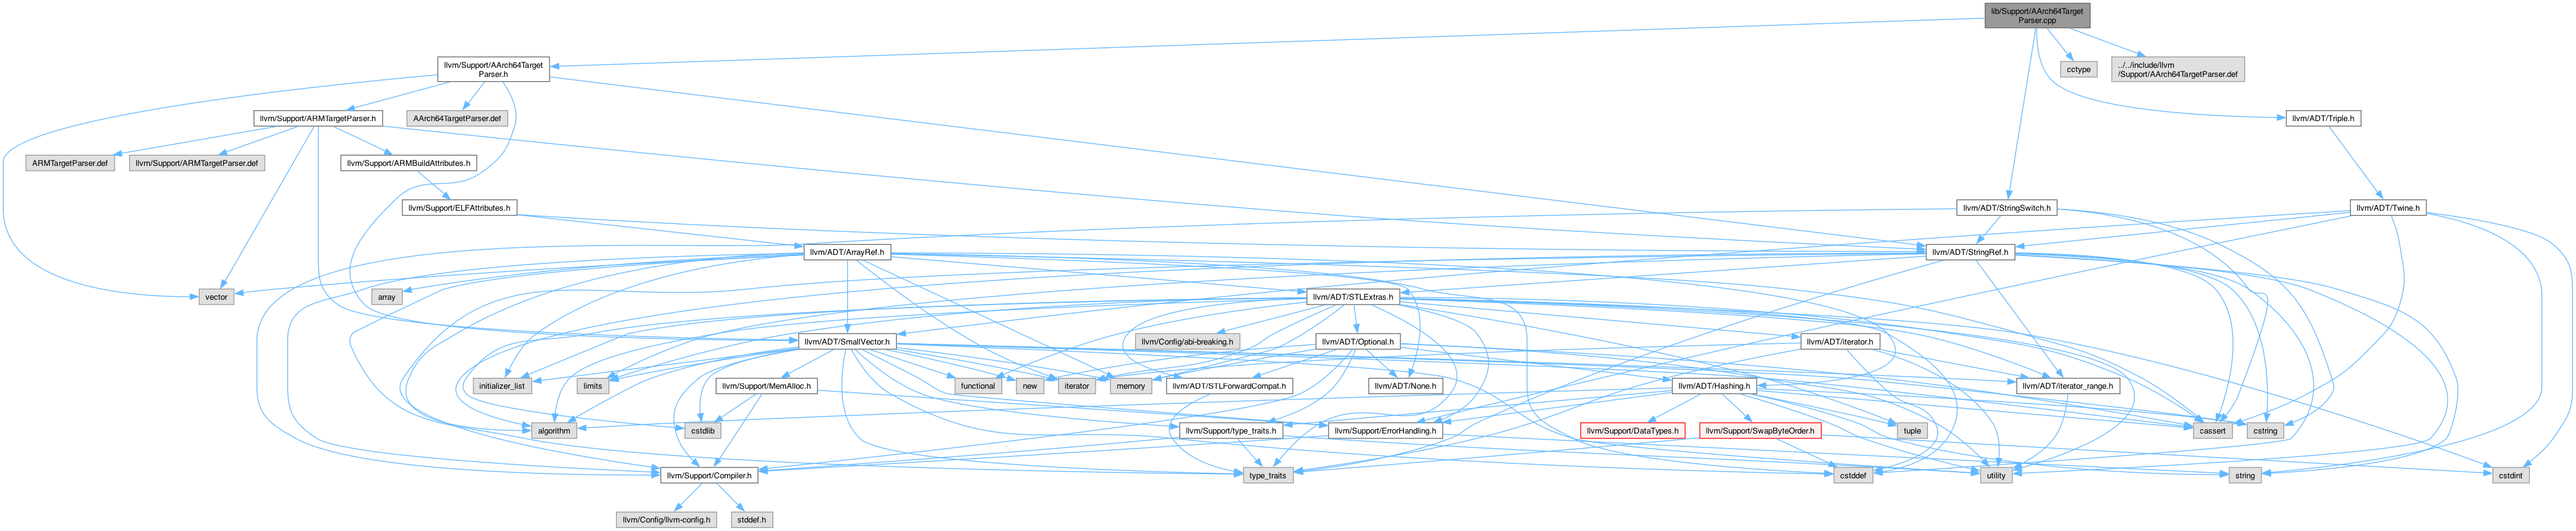 lib/Support/AArch64Target
Parser.cpp
llvm/Support/AArch64Target
Parser.h
cctype
../../include/llvm
/Support/AArch64TargetParser.def
llvm/Support/ARMTargetParser.h
AArch64TargetParser.def
llvm/ADT/Triple.h
ARMTargetParser.def
llvm/Support/ARMTargetParser.def
llvm/Support/ARMBuildAttributes.h
llvm/Support/ELFAttributes.h
llvm/ADT/StringSwitch.h
llvm/ADT/Twine.h
llvm/ADT/ArrayRef.h
llvm/ADT/StringRef.h
vector
array
llvm/ADT/STLExtras.h
llvm/ADT/SmallVector.h
llvm/Config/abi-breaking.h
llvm/ADT/Optional.h
llvm/ADT/iterator.h
initializer_list
limits
llvm/Support/MemAlloc.h
functional
new
iterator
memory
llvm/ADT/STLForwardCompat.h
llvm/ADT/None.h
llvm/ADT/Hashing.h
llvm/ADT/iterator_range.h
algorithm
cstdlib
llvm/Support/type_traits.h
llvm/Support/ErrorHandling.h
llvm/Support/DataTypes.h
llvm/Support/SwapByteOrder.h
tuple
cassert
cstring
llvm/Support/Compiler.h
type_traits
cstddef
utility
string
cstdint
llvm/Config/llvm-config.h
stddef.h